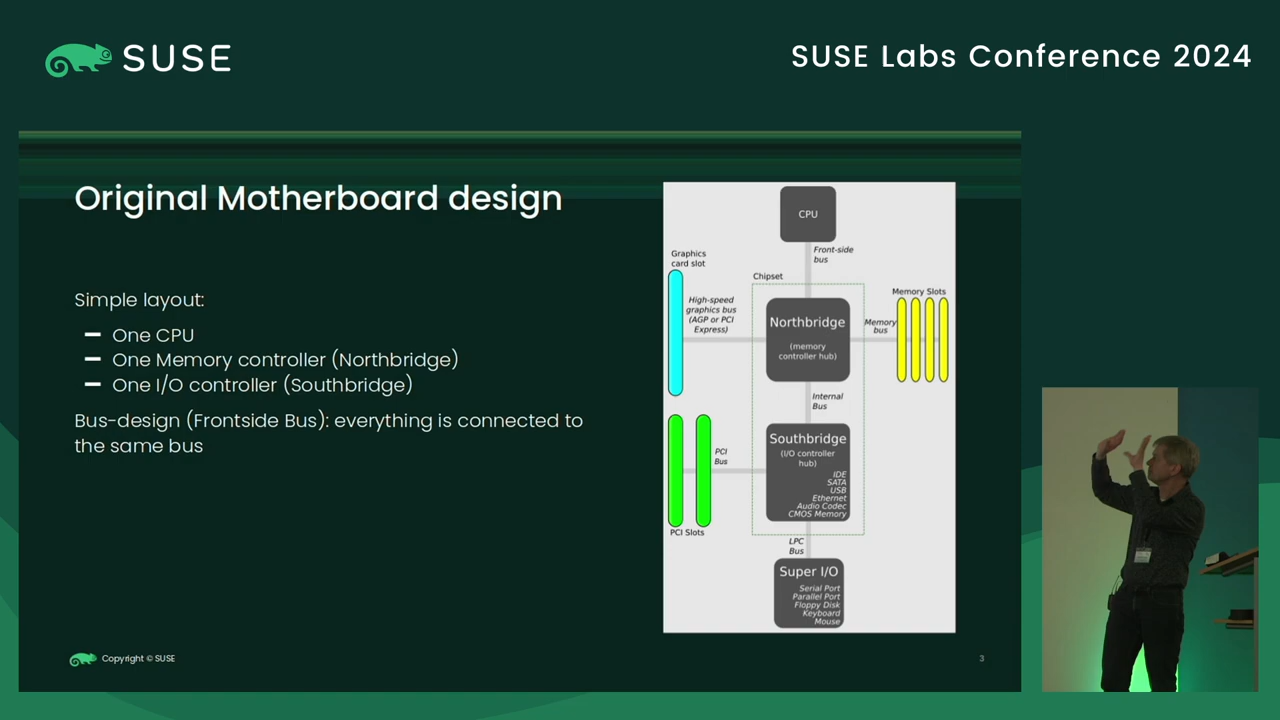 SUSE
SUSE Labs Conference 2024
Original Motherboard design
Simple layout:
– One CPU
– One Memory controller (Northbridge)
– One I/O controller (Southbridge)
Bus-design (Frontside Bus): everything is connected to
the same bus
CPU
Front-side
bus
Graphics
card slot
Chipset
High-speed
graphics bus
(AGP or PCI
Express)
Northbridge
(memory
controller hub)
Memory
bus
Memory Slots
Internal
Bus
Southbridge
(I/O controller
hub)
IDE
SATA
USB
Ethernet
Audio Codec
CMOS Memory
PCI
Bus
PCI Slots
LPC
Bus
Super I/O
Serial Port
Parallel Port
Floppy Disk
Keyboard
Mouse
Copyright © SUSE
3